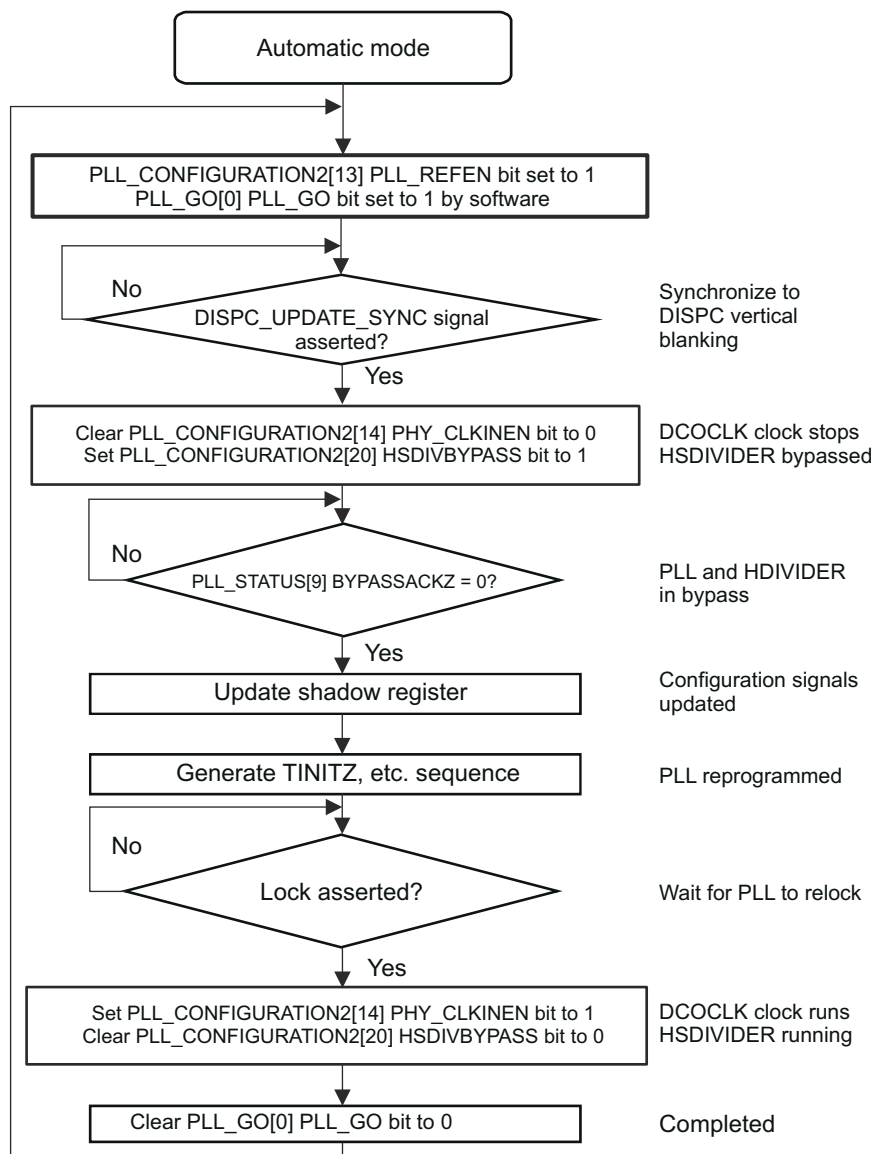 Automatic mode
PLL_CONFIGURATION2[13] PLL_REFEN bit set to 1
PLL_GO[0] PLL_GO bit set to 1 by software
No
DISPC_UPDATE_SYNC signal
asserted?
Synchronize to
DISPC vertical
blanking
Yes
Clear PLL_CONFIGURATION2[14] PHY_CLKINEN bit to 0
Set PLL_CONFIGURATION2[20] HSDIVBYPASS bit to 1
DCOCLK clock stops
HSDIVIDER bypassed
No
PLL_STATUS[9] BYPASSACKZ = 0?
PLL and HDIVIDER
in bypass
Yes
Update shadow register
Configuration signals
updated
Generate TINITZ, etc. sequence
PLL reprogrammed
No
Lock asserted?
Wait for PLL to relock
Yes
Set PLL_CONFIGURATION2[14] PHY_CLKINEN bit to 1
Clear PLL_CONFIGURATION2[20] HSDIVBYPASS bit to 0
DCOCLK clock runs
HSDIVIDER running
Clear PLL_GO[0] PLL_GO bit to 0
Completed